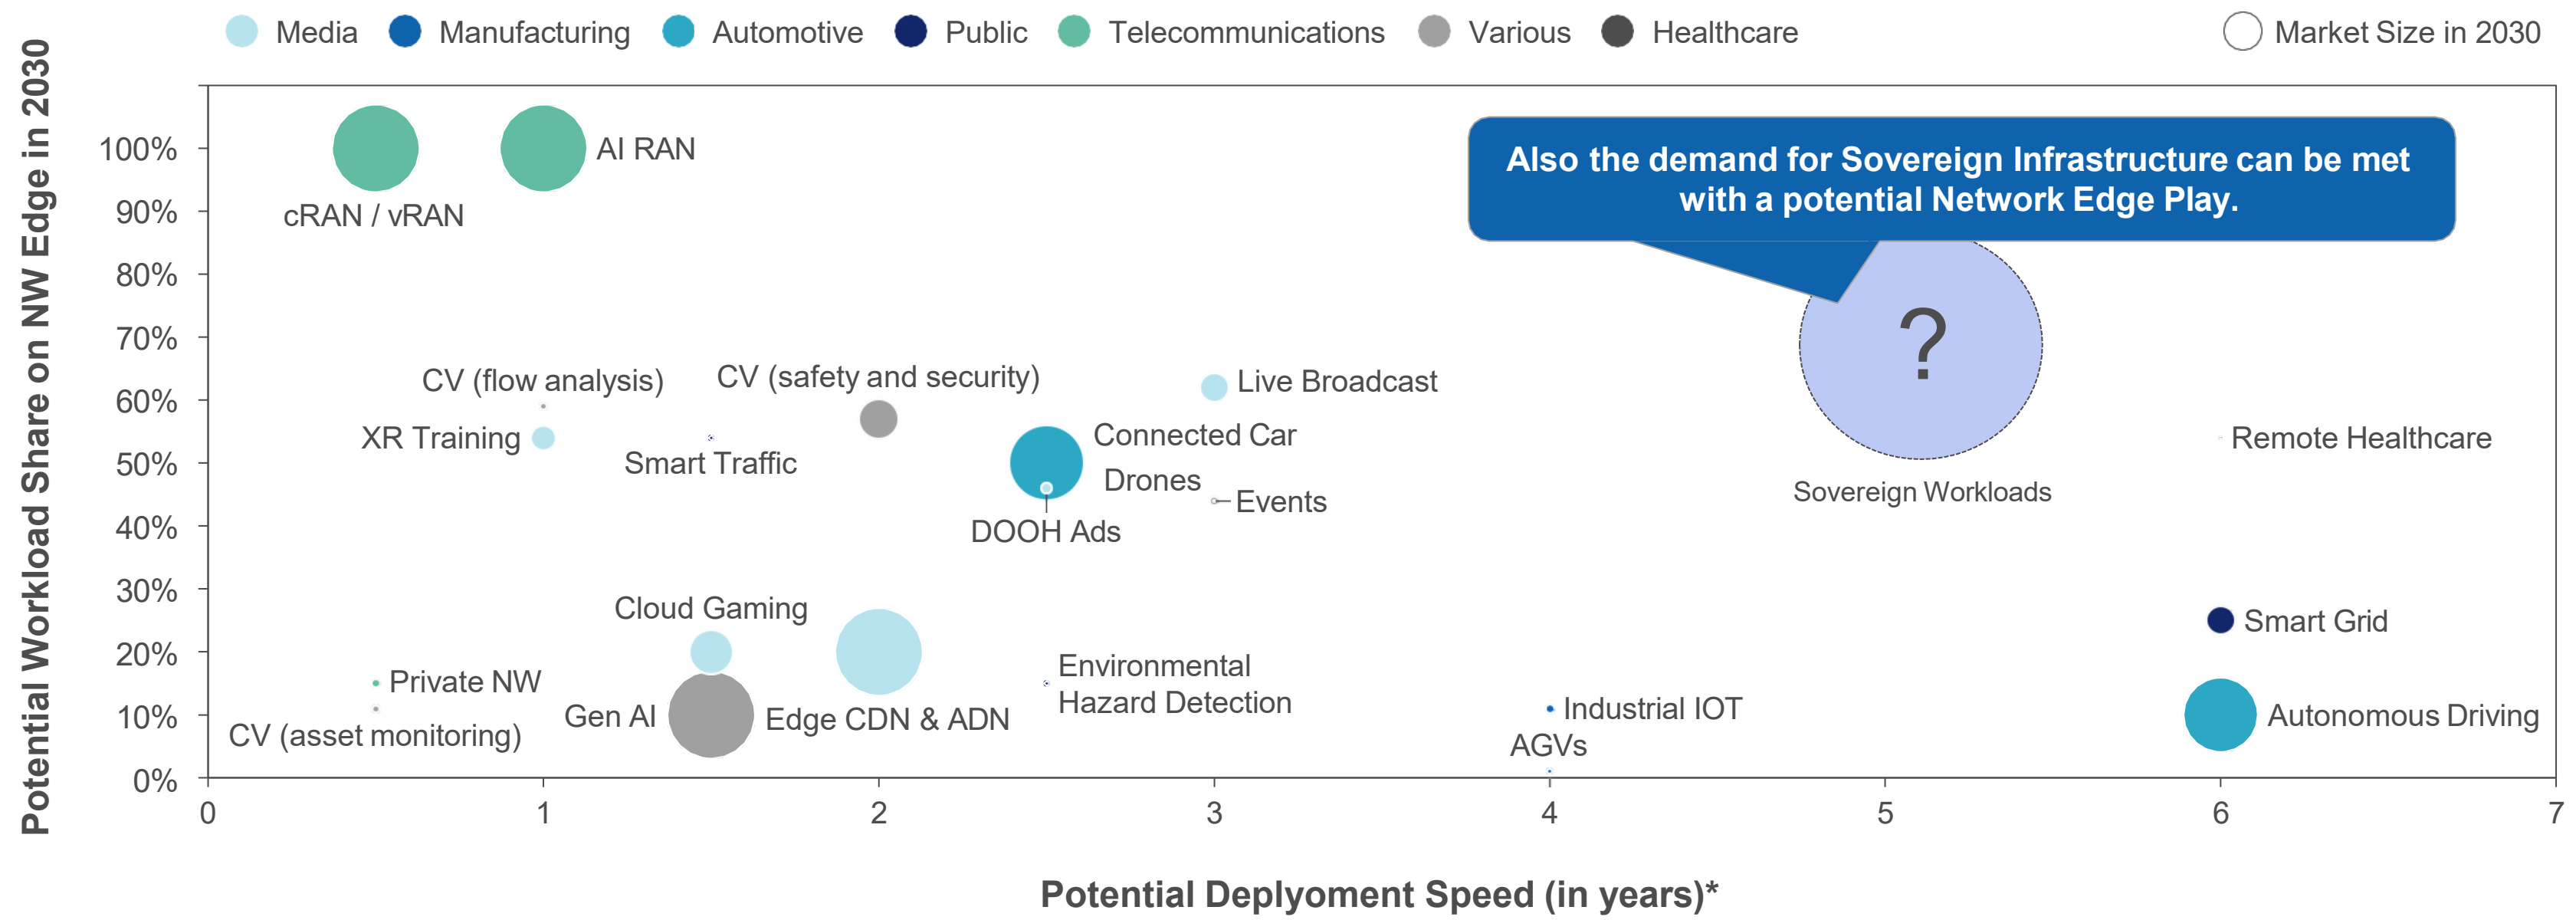 Media
Manufacturing
Automotive
Public
Telecommunications
Various
Healthcare
Market Size in 2030
Potential Workload Share on NW Edge in 2030
100%
90%
80%
70%
60%
50%
40%
30%
20%
10%
0%
AI RAN
cRAN / vRAN
Also the demand for Sovereign Infrastructure can be met
with a potential Network Edge Play.
?
Sovereign Workloads
CV (flow analysis)
CV (safety and security)
XR Training
Smart Traffic
Live Broadcast
Connected Car
Drones
Events
DOOH Ads
Remote Healthcare
Cloud Gaming
Private NW
CV (asset monitoring)
Gen AI
Edge CDN & ADN
Environmental
Hazard Detection
Industrial IOT
AGVs
Smart Grid
Autonomous Driving
0
1
2
3
4
5
6
7
Potential Deplyoment Speed (in years)*